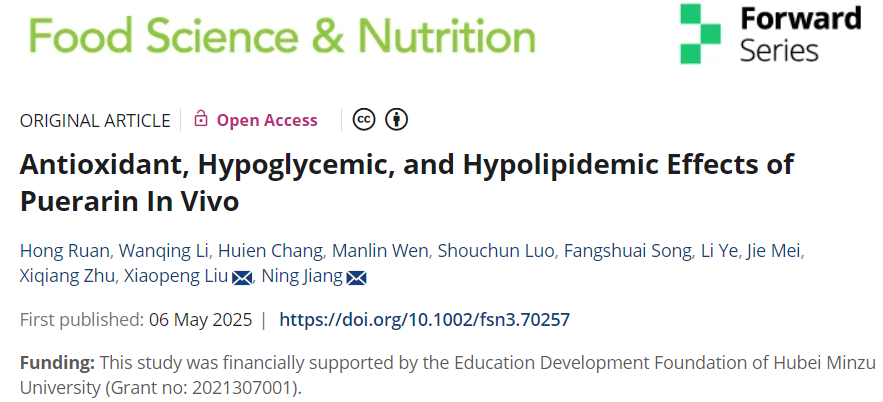 Food Science & Nutrition
Forward
Series
ORIGINAL ARTICLE Open Access cc
Antioxidant, Hypoglycemic, and Hypolipidemic Effects of
Puerarin In Vivo
Hong Ruan, Wanqing Li, Huien Chang, Manlin Wen, Shouchun Luo, Fangshuai Song, Li Ye, Jie Mei,
Xiqiang Zhu, Xiaopeng Liu, Ning Jiang
First published: 06 May 2025 | https://doi.org/10.1002/fsn3.70257
Funding: This study was financially supported by the Education Development Foundation of Hubei Minzu
University (Grant no: 2021307001).